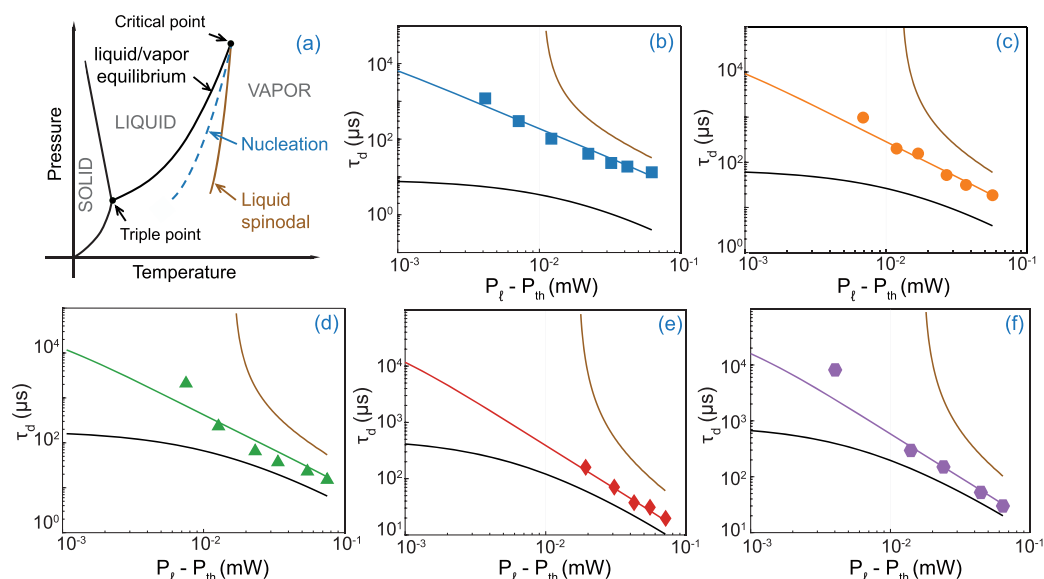 Critical point
(a)
liquid/vapor
equilibrium
VAPOR
LIQUID
Nucleation
SOLID
Liquid
spinodal
Triple point
Pressure
Temperature
(b)
10⁴
10²
10⁰
τd (μs)
10⁻³
10⁻²
10⁻¹
Pℓ - Pth (mW)
(c)
10⁴
10²
10⁰
τd (μs)
10⁻³
10⁻²
10⁻¹
Pℓ - Pth (mW)
(d)
10⁴
10²
10⁰
τd (μs)
10⁻³
10⁻²
10⁻¹
Pℓ - Pth (mW)
(e)
10⁴
10³
10²
10¹
τd (μs)
10⁻³
10⁻²
10⁻¹
Pℓ - Pth (mW)
(f)
10⁴
10³
10²
10¹
τd (μs)
10⁻³
10⁻²
10⁻¹
Pℓ - Pth (mW)